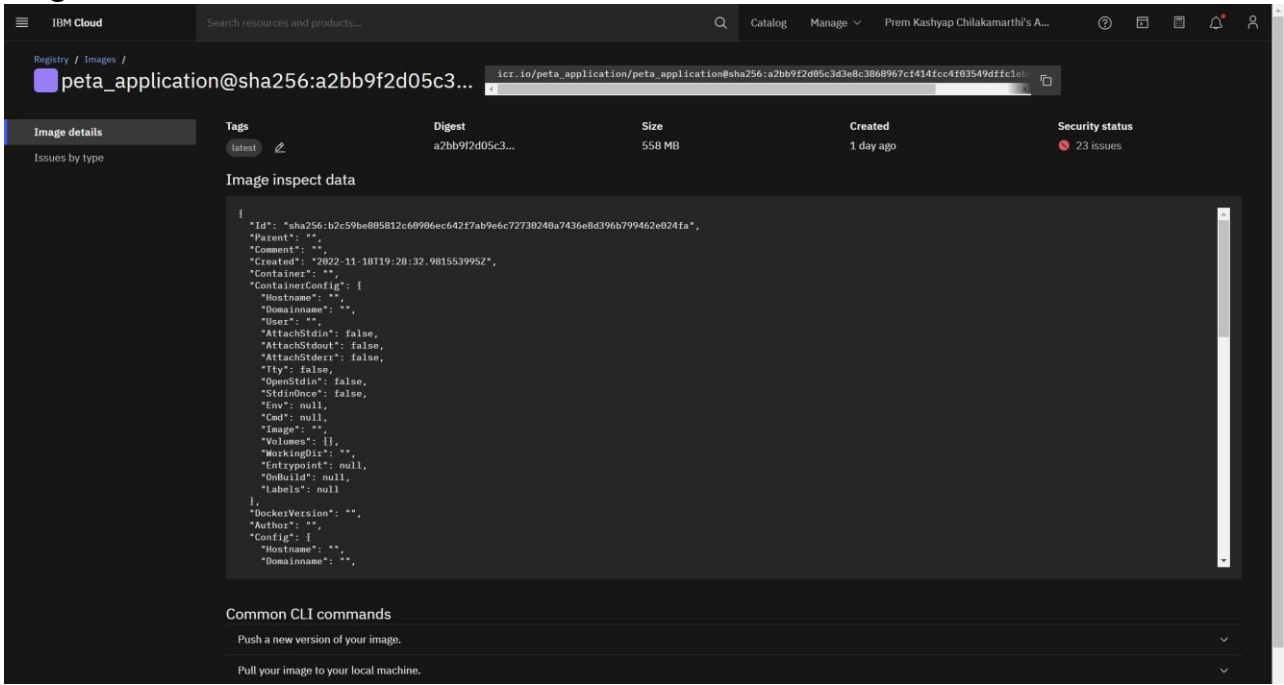 IBM Cloud
Search resources and products...
Catalog
Manage
Prem Kashyap Chilakamarthi's A...
Registry / Images /
peta_application@sha256:a2bb9f2d05c3...
icr.io/peta_application/peta_application@sha256:a2bb9f2d05c3d3e8c3868967cf414fcc4f03549dffc1eb
Image details
Issues by type
Tags
Digest
Size
Created
Security status
latest
a2bb9f2d05c3...
558 MB
1 day ago
23 issues
Image inspect data
{
"Id": "sha256:b2c59be805812c60906ec642f7ab9e6c72730240a7436e8d396b799462e024fa",
"Parent": "",
"Comment": "",
"Created": "2022-11-18T19:28:32.981553995Z",
"Container": "",
"ContainerConfig": {
"Hostname": "",
"Domainname": "",
"User": "",
"AttachStdin": false,
"AttachStdout": false,
"AttachStderr": false,
"Tty": false,
"OpenStdin": false,
"StdinOnce": false,
"Env": null,
"Cmd": null,
"Image": "",
"Volumes": {},
"WorkingDir": "",
"Entrypoint": null,
"OnBuild": null,
"Labels": null
},
"DockerVersion": "",
"Author": "",
"Config": {
"Hostname": "",
"Domainname": "",
Common CLI commands
Push a new version of your image.
Pull your image to your local machine.